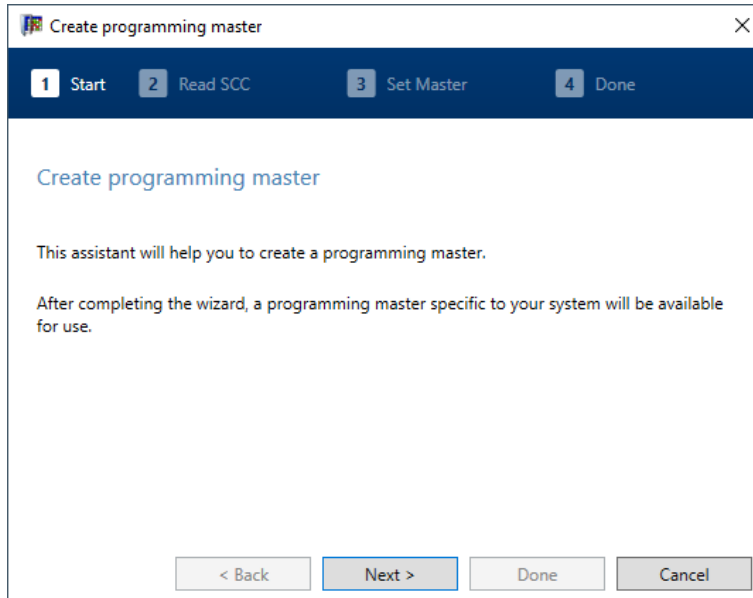 Create programming master
1 Start 2 Read SCC 3 Set Master 4 Done
Create programming master
This assistant will help you to create a programming master.
After completing the wizard, a programming master specific to your system will be available
for use.
< Back Next > Done Cancel